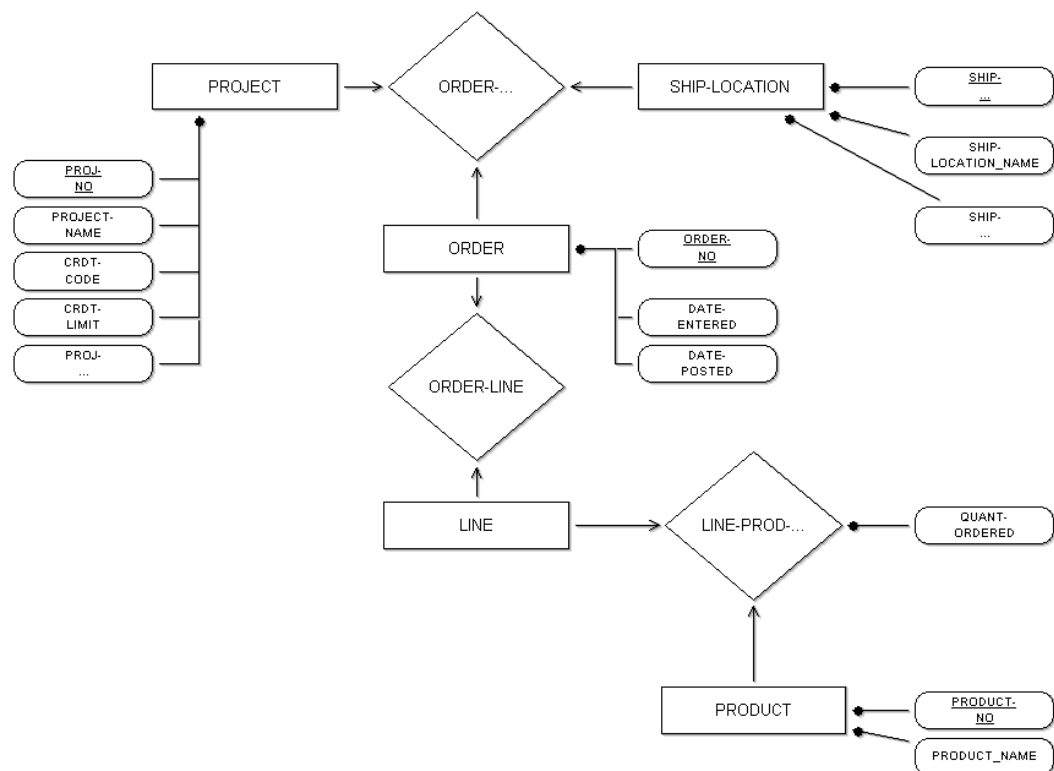 PROJECT
ORDER-...
SHIP-LOCATION
SHIP-
...
SHIP-
LOCATION_NAME
SHIP-
...
PROJ-
NO
PROJECT-
NAME
CRDT-
CODE
CRDT-
LIMIT
PROJ-
...
ORDER
ORDER-
NO
DATE-
ENTERED
DATE-
POSTED
ORDER-LINE
LINE
LINE-PROD-...
QUANT-
ORDERED
PRODUCT
PRODUCT-
NO
PRODUCT_NAME